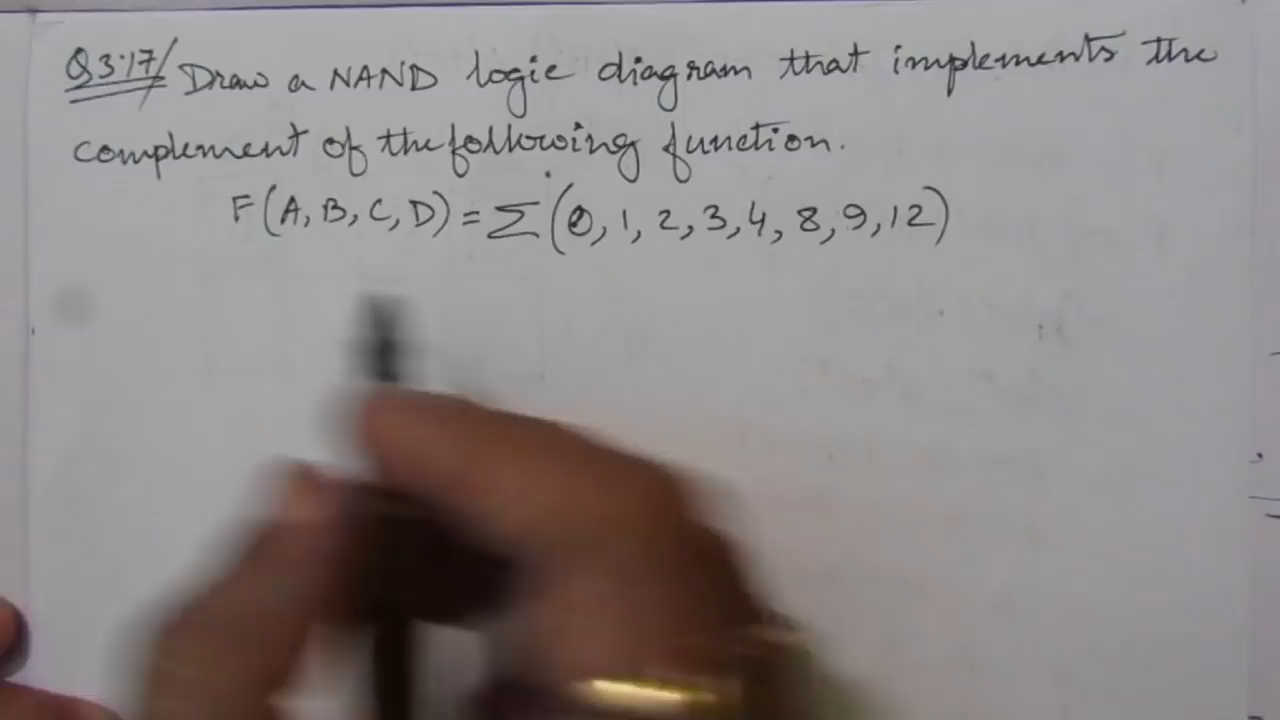 Q3.17/ Draw a NAND logic diagram that implements the
complement of the following function.
F(A,B,C,D) = Σ(0,1,2,3,4,8,9,12)